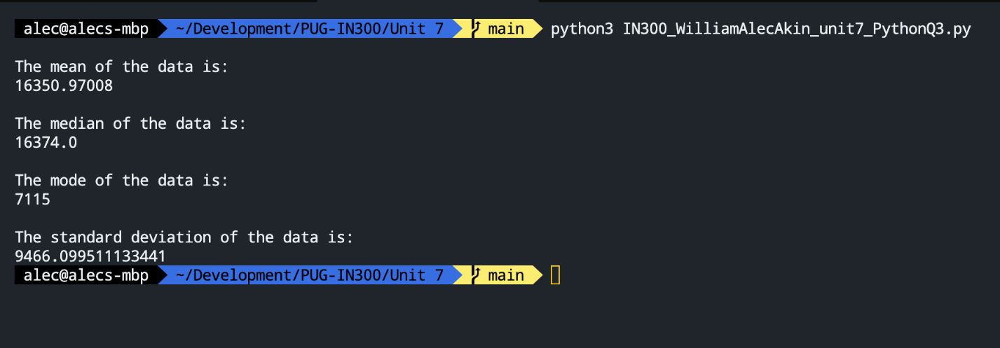 alec@alecs-mbp ~/Development/PUG-IN300/Unit 7 main python3 IN300_WilliamAlecAkin_unit7_PythonQ3.py
The mean of the data is:
16350.97008
The median of the data is:
16374.0
The mode of the data is:
7115
The standard deviation of the data is:
9466.099511133441
alec@alecs-mbp ~/Development/PUG-IN300/Unit 7 main